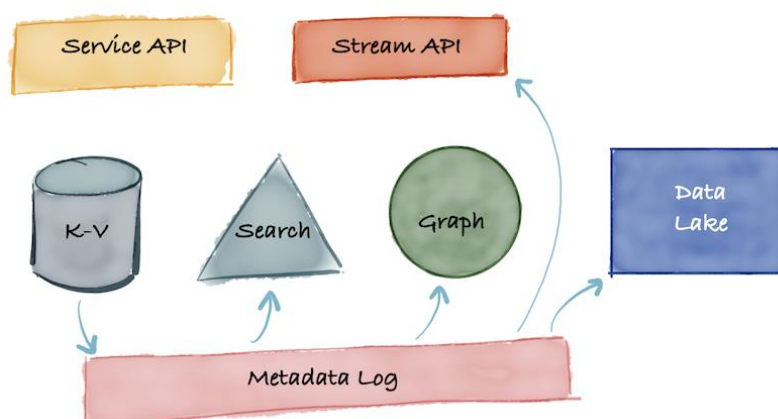 Service API
Stream API
K-V
Search
Graph
Data
Lake
Metadata Log